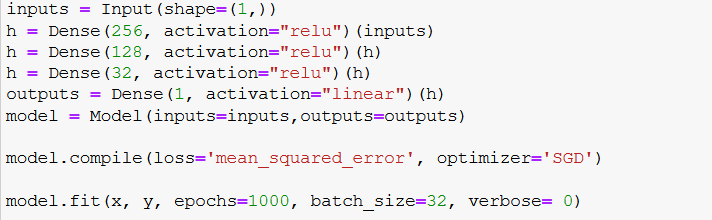 inputs = Input(shape=(1,))
h = Dense(256, activation="relu")(inputs)
h = Dense(128, activation="relu")(h)
h = Dense(32, activation="relu")(h)
outputs = Dense(1, activation="linear")(h)
model = Model(inputs=inputs,outputs=outputs)
model.compile(loss='mean_squared_error', optimizer='SGD')
model.fit(x, y, epochs=1000, batch_size=32, verbose= 0)